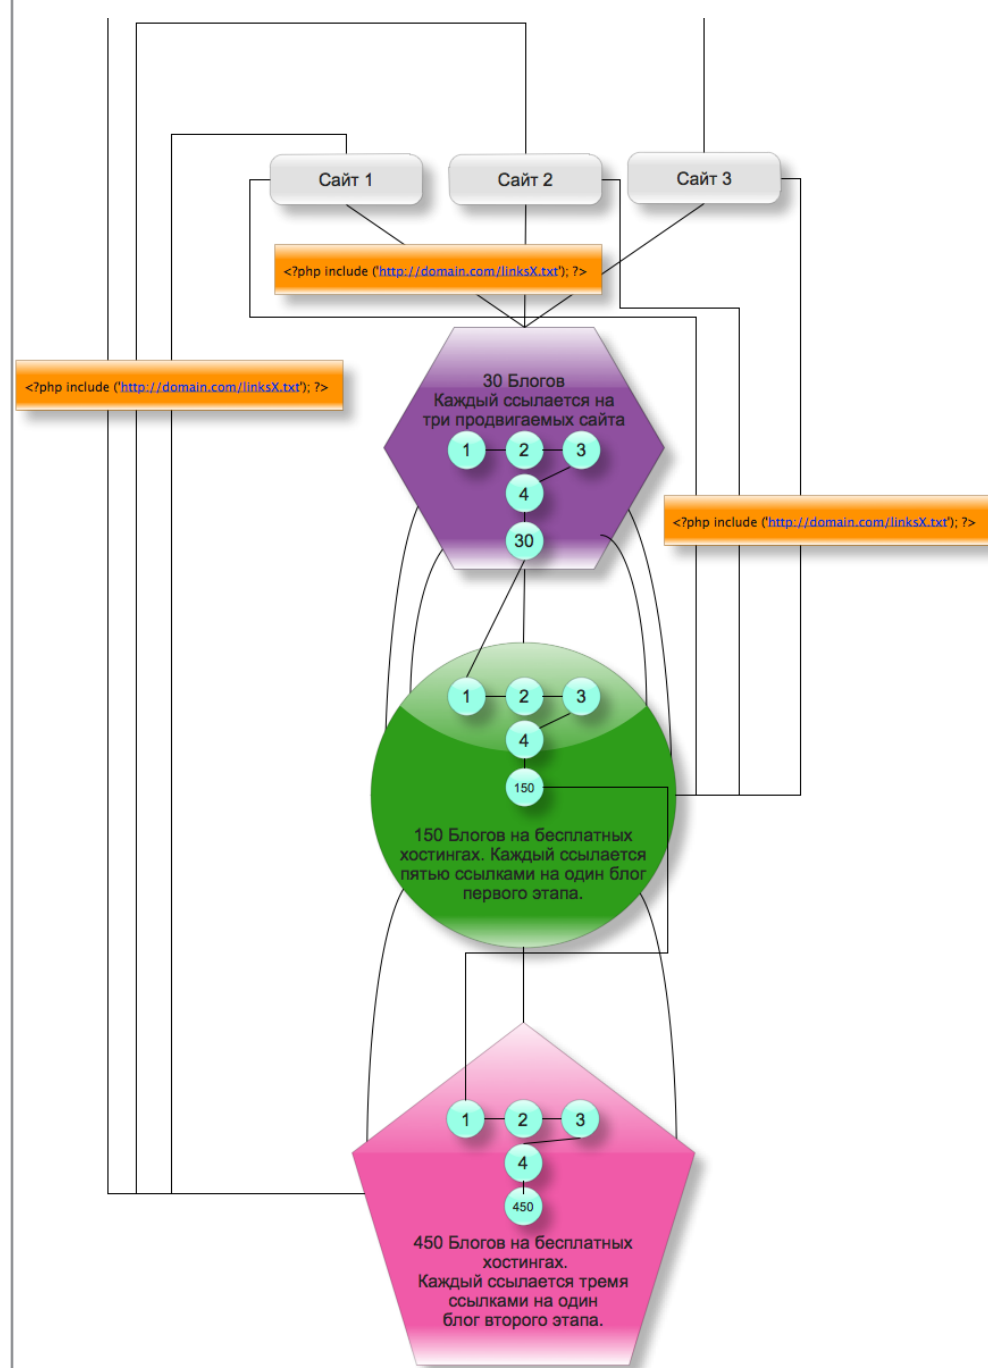 Сайт 1
Сайт 2
Сайт 3
<?php include ('http://domain.com/linksX.txt'); ?>
<?php include ('http://domain.com/linksX.txt'); ?>
30 Блогов
Каждый ссылается на
три продвигаемых сайта
1
2
3
4
30
<?php include ('http://domain.com/linksX.txt'); ?>
1
2
3
4
150
150 Блогов на бесплатных
хостингах. Каждый ссылается
пятью ссылками на один блог
первого этапа.
1
2
3
4
450
450 Блогов на бесплатных
хостингах.
Каждый ссылается тремя
ссылками на один
блог второго этапа.